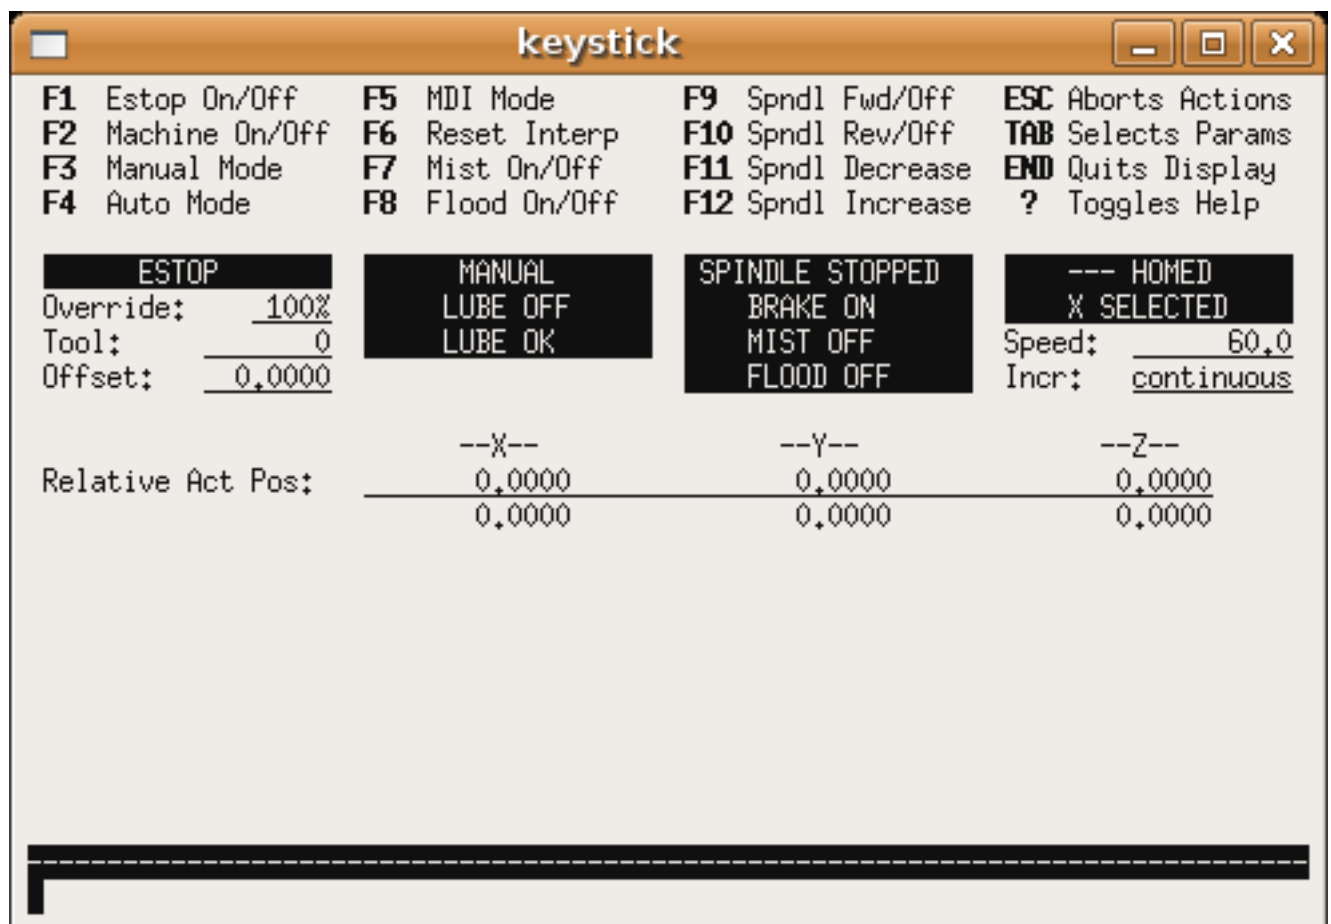 keystick
F1 Estop On/Off F5 MDI Mode F9 Spndl Fwd/Off ESC Aborts Actions
F2 Machine On/Off F6 Reset Interp F10 Spndl Rev/Off TAB Selects Params
F3 Manual Mode F7 Mist On/Off F11 Spndl Decrease END Quits Display
F4 Auto Mode F8 Flood On/Off F12 Spndl Increase ? Toggles Help
ESTOP MANUAL SPINDLE STOPPED --- HOMED
Override: 100% LUBE OFF BRAKE ON X SELECTED
Tool: 0 LUBE OK MIST OFF Speed: 60.0
Offset: 0.0000 FLOOD OFF Incr: continuous
--X-- --Y-- --Z--
Relative Act Pos: 0.0000 0.0000 0.0000
0.0000 0.0000 0.0000
--------------------------------------------------------------------------------